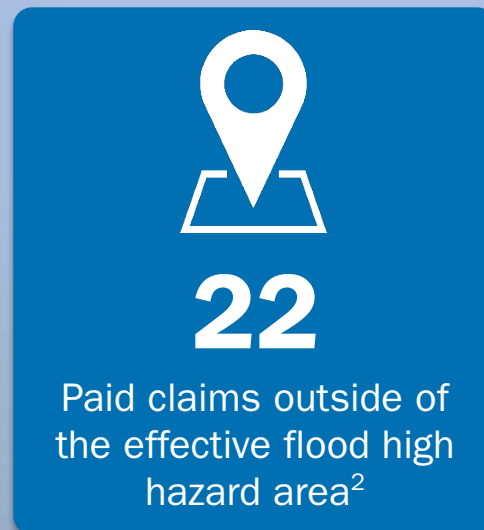 22
Paid claims outside of
the effective flood high
hazard area²